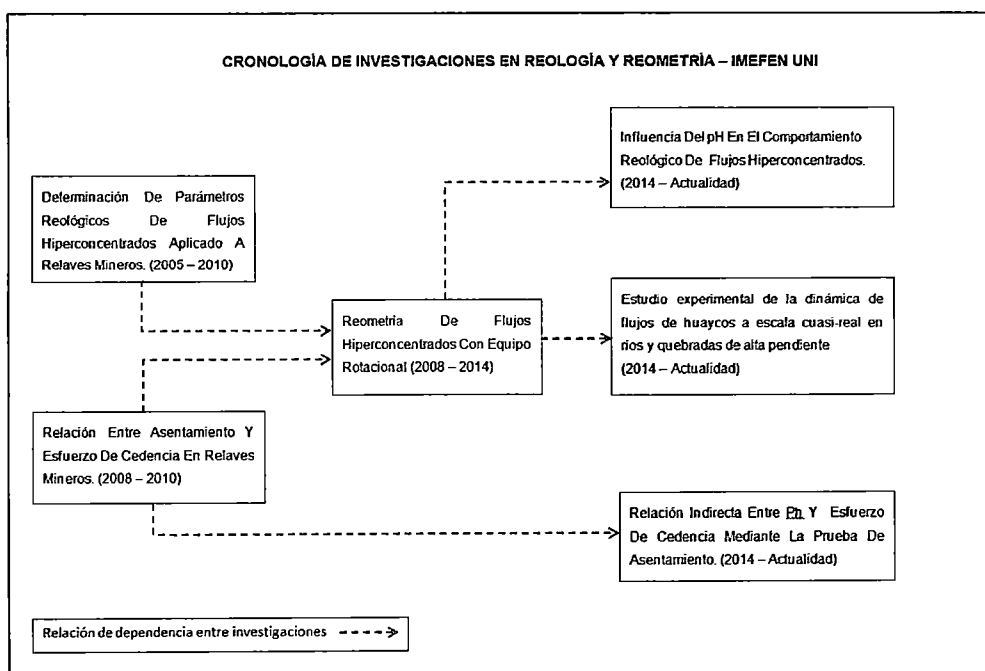 CRONOLOGÍA DE INVESTIGACIONES EN REOLOGÍA Y REOMETRÍA – IMEFEN UNI
Determinación De Parámetros
Reológicos De Flujos
Hiperconcentrados Aplicado A
Relaves Mineros. (2005 – 2010)
Relación Entre Asentamiento Y
Esfuerzo De Cedencia En Relaves
Mineros. (2008 – 2010)
Reometria De Flujos
Hiperconcentrados Con Equipo
Rotacional (2008 – 2014)
Influencia Del pH En El Comportamiento
Reológico De Flujos Hiperconcentrados.
(2014 – Actualidad)
Estudio experimental de la dinámica de
flujos de huaycos a escala cuasi-real en
ríos y quebradas de alta pendiente
(2014 – Actualidad)
Relación Indirecta Entre Ph Y Esfuerzo
De Cedencia Mediante La Prueba De
Asentamiento. (2014 – Actualidad)
Relación de dependencia entre investigaciones